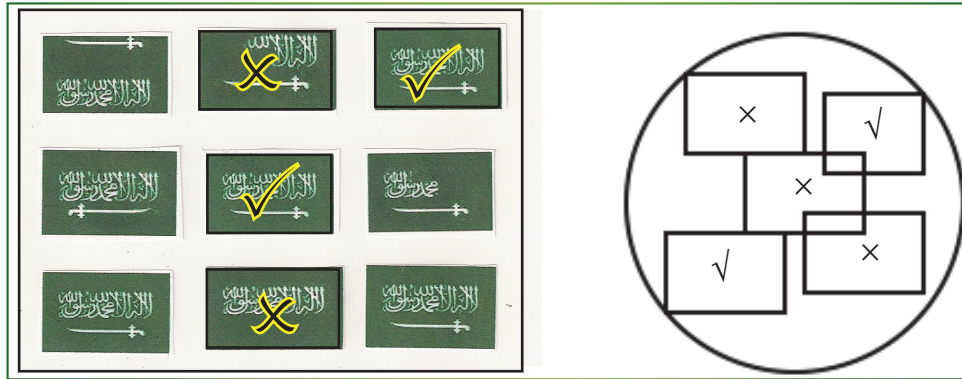 لا إله إلا الله محمد رسول الله
لا إله إلا الله
لا إله إلا الله محمد رسول الله
لا إله إلا الله محمد رسول الله
لا إله إلا الله محمد رسول الله
محمد رسول الله
لا إله إلا الله محمد رسول الله
لا إله إلا الله محمد رسول الله
لا إله إلا الله محمد رسول الله
×
√
×
√
×